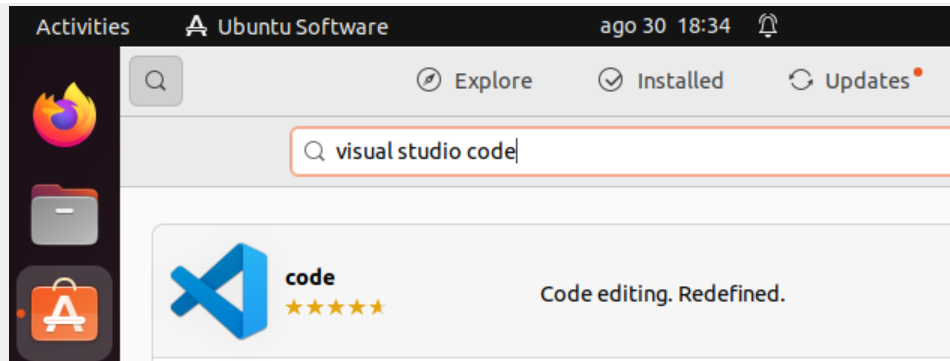 Activities Ubuntu Software ago 30 18:34
Explore Installed Updates
visual studio code
code
Code editing. Redefined.